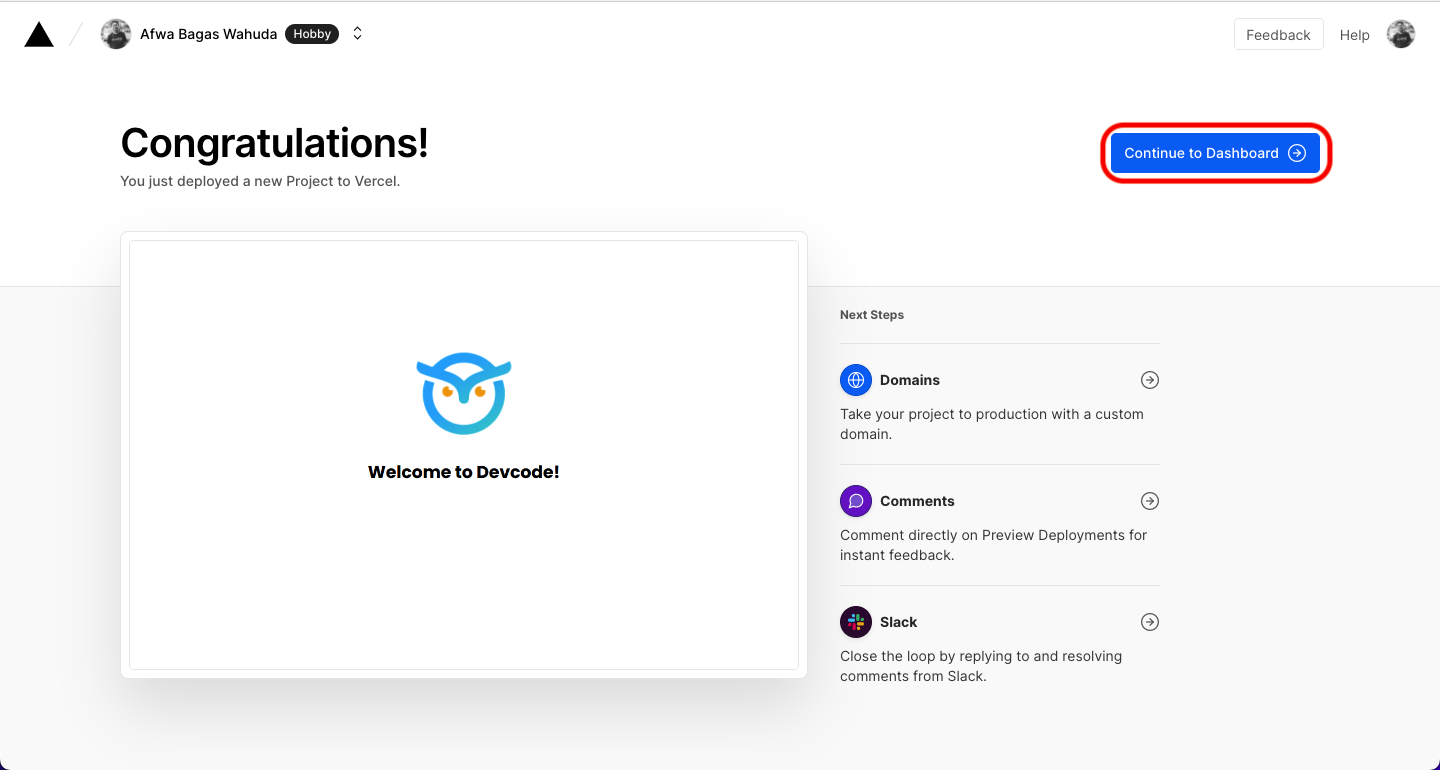 Afwa Bagas Wahuda Hobby
Feedback Help
Congratulations!
You just deployed a new Project to Vercel.
Continue to Dashboard
Welcome to Devcode!
Next Steps
Domains
Take your project to production with a custom
domain.
Comments
Comment directly on Preview Deployments for
instant feedback.
Slack
Close the loop by replying to and resolving
comments from Slack.